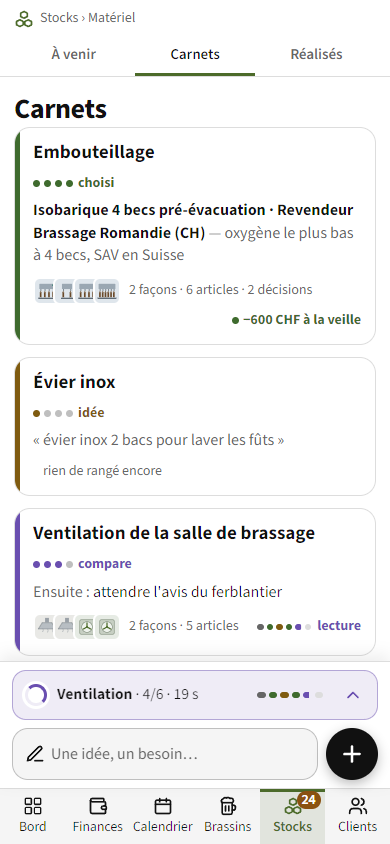 Stocks › Matériel
À venir
Carnets
Réalisés
Carnets
Embouteillage
choisi
Isobarique 4 becs pré-évacuation · Revendeur
Brassage Romandie (CH) — oxygène le plus bas
à 4 becs, SAV en Suisse
2 façons · 6 articles · 2 décisions
−600 CHF à la veille
Évier inox
idée
« évier inox 2 bacs pour laver les fûts »
rien de rangé encore
Ventilation de la salle de brassage
compare
Ensuite : attendre l'avis du ferblantier
2 façons · 5 articles
lecture
Ventilation · 4/6 · 19 s
Une idée, un besoin…
24
Bord
Finances
Calendrier
Brassins
Stocks
Clients